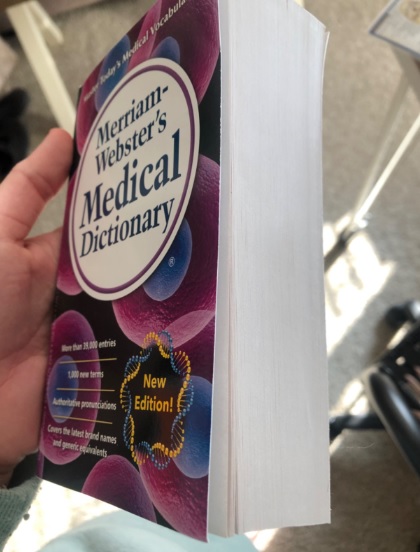 Today's Medical Vocabula
Merriam-
Webster's
Medical
Dictionary
®
More than 39,000 entries
1,000 new terms
Authoritative pronunciations
Covers the latest brand names
and generic equivalents
New
Edition!